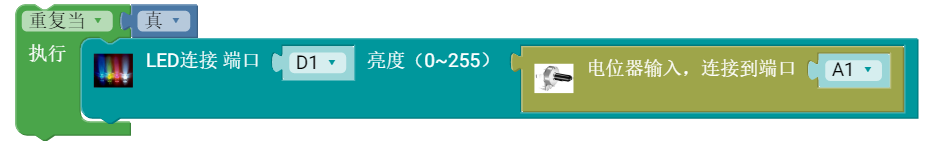 重复当 真
执行 LED连接 端口 D1 亮度（0~255） 电位器输入，连接到端口 A1